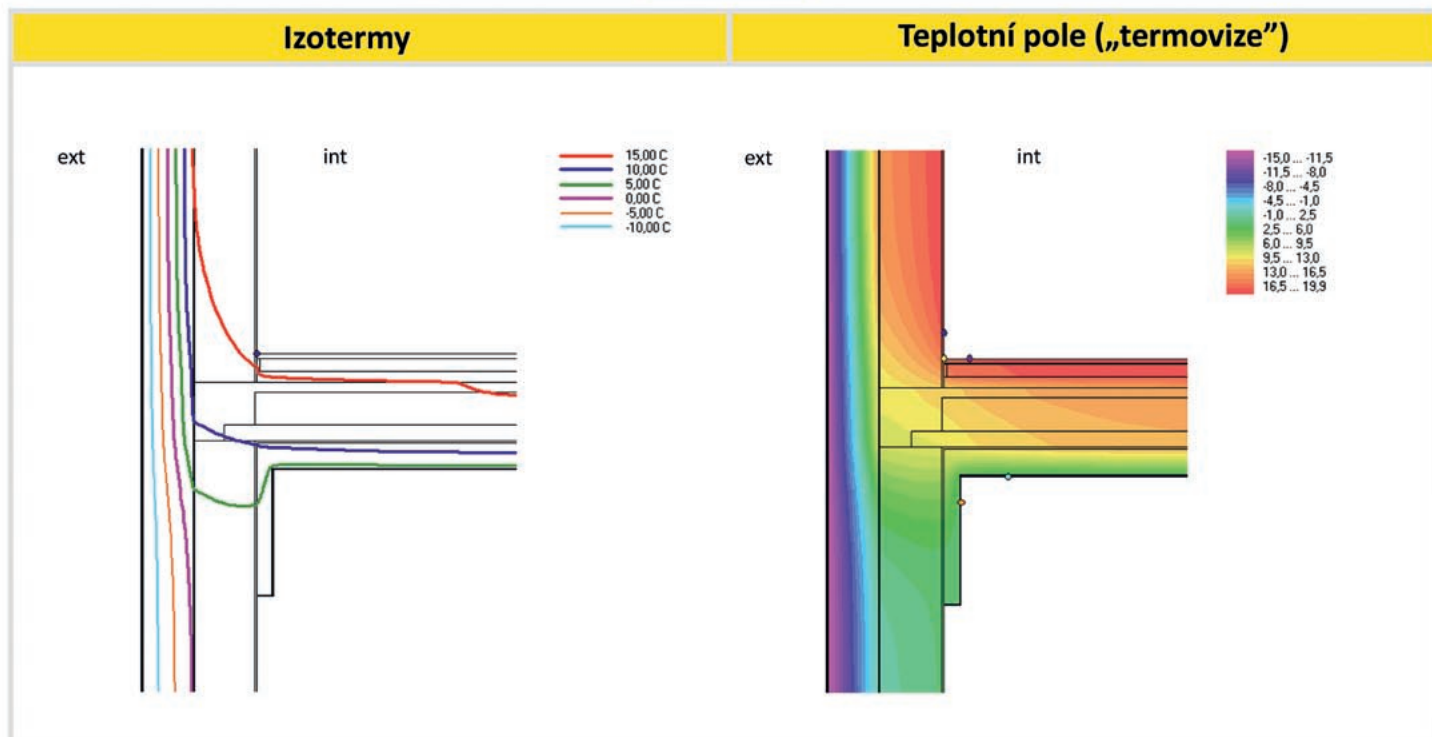 Izotermy
Teplotní pole („termovize”)
ext
int
15,00 C
10,00 C
5,00 C
0,00 C
-5,00 C
-10,00 C
ext
int
-15,0 ... -11,5
-11,5 ... -8,0
-8,0 ... -4,5
-4,5 ... -1,0
-1,0 ... 2,5
2,5 ... 6,0
6,0 ... 9,5
9,5 ... 13,0
13,0 ... 16,5
16,5 ... 19,9